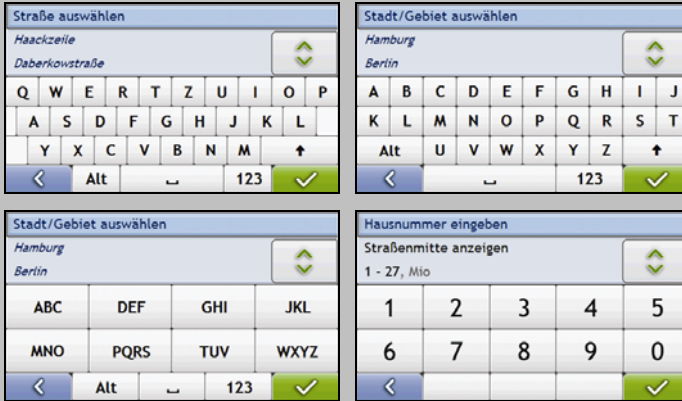 Straße auswählen
Haackzeile
Daberkowstraße
Q W E R T Z U I O P
A S D F G H J K L
Y X C V B N M
Alt 123
Stadt/Gebiet auswählen
Hamburg
Berlin
A B C D E F G H I J
K L M N O P Q R S T
Alt U V W X Y Z
123
Stadt/Gebiet auswählen
Hamburg
Berlin
ABC DEF GHI JKL
MNO PQRS TUV WXYZ
Alt 123
Hausnummer eingeben
Straßenmitte anzeigen
1 - 27, Mio
1 2 3 4 5
6 7 8 9 0